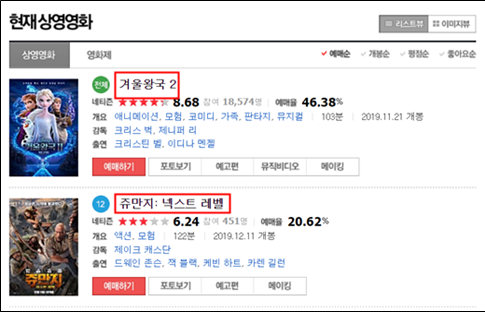 현재 상영영화
리스트뷰 이미지뷰
상영영화 영화제
예매순 개봉순 평점순 좋아요순
전체 겨울왕국 2
네티즌 8.68 참여 18,574명 예매율 46.38%
개요 애니메이션, 모험, 코미디, 가족, 판타지, 뮤지컬 103분 2019.11.21 개봉
감독 크리스 벅, 제니퍼 리
출연 크리스틴 벨, 이디나 멘젤
예매하기 포토보기 예고편 뮤직비디오 메이킹
겨울왕국 II
12 쥬만지: 넥스트 레벨
네티즌 6.24 참여 451명 예매율 20.62%
개요 액션, 모험 122분 2019.12.11 개봉
감독 제이크 캐스단
출연 드웨인 존슨, 잭 블랙, 케빈 하트, 카렌 길런
예매하기 포토보기 예고편 메이킹
쥬만지